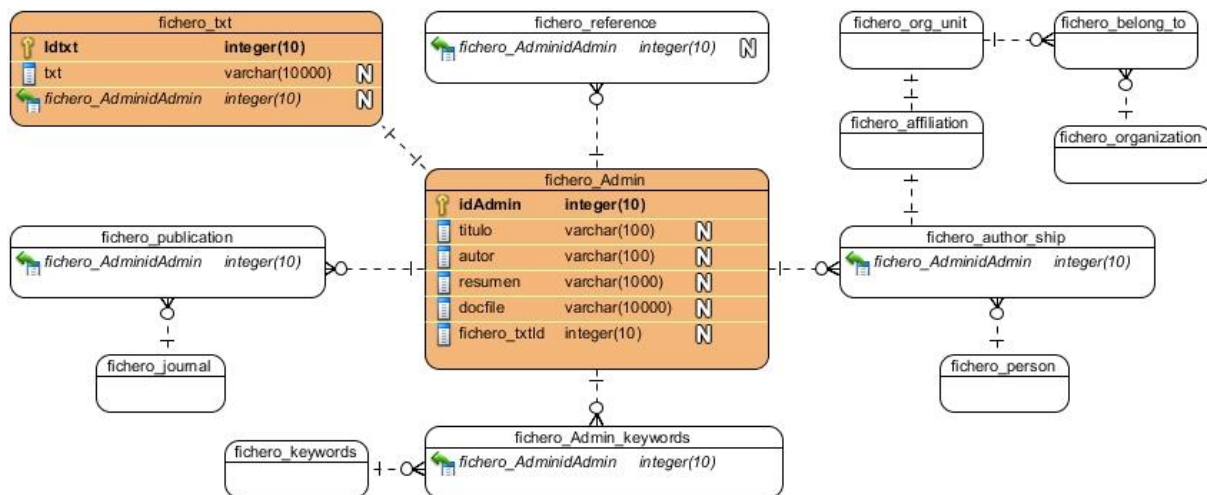 fichero_txt
Idtxt integer(10)
txt varchar(10000) N
fichero_AdminidAdmin integer(10) N
fichero_reference
fichero_AdminidAdmin integer(10) N
fichero_org_unit
fichero_belong_to
fichero_affiliation
fichero_organization
fichero_Admin
idAdmin integer(10)
titulo varchar(100) N
autor varchar(100) N
resumen varchar(1000) N
docfile varchar(10000) N
fichero_txtId integer(10) N
fichero_publication
fichero_AdminidAdmin integer(10)
fichero_author_ship
fichero_AdminidAdmin integer(10)
fichero_journal
fichero_person
fichero_keywords
fichero_Admin_keywords
fichero_AdminidAdmin integer(10)